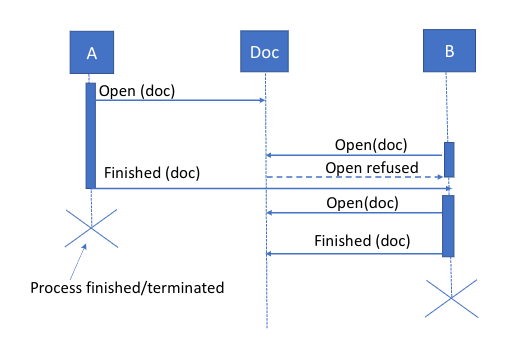 A
Doc
B
Open (doc)
Open(doc)
Open refused
Finished (doc)
Open(doc)
Finished (doc)
Process finished/terminated